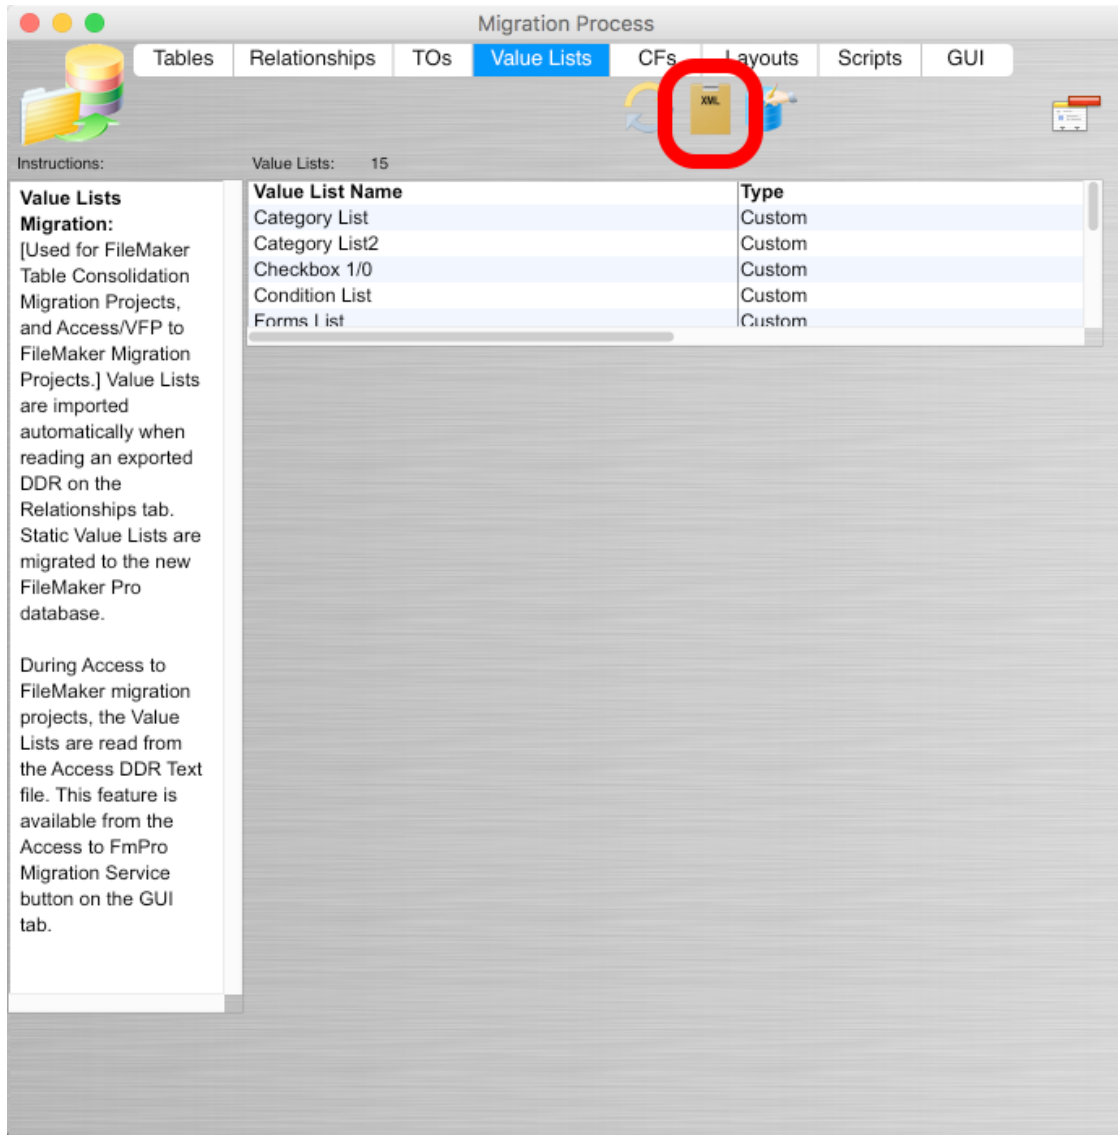 Migration Process
Tables Relationships TOs Value Lists CFs Layouts Scripts GUI
XML
Instructions:
Value Lists: 15
Value Lists
Migration:
[Used for FileMaker
Table Consolidation
Migration Projects,
and Access/VFP to
FileMaker Migration
Projects.] Value Lists
are imported
automatically when
reading an exported
DDR on the
Relationships tab.
Static Value Lists are
migrated to the new
FileMaker Pro
database.
During Access to
FileMaker migration
projects, the Value
Lists are read from
the Access DDR Text
file. This feature is
available from the
Access to FmPro
Migration Service
button on the GUI
tab.
Value List Name Type
Category List Custom
Category List2 Custom
Checkbox 1/0 Custom
Condition List Custom
Forms List Custom